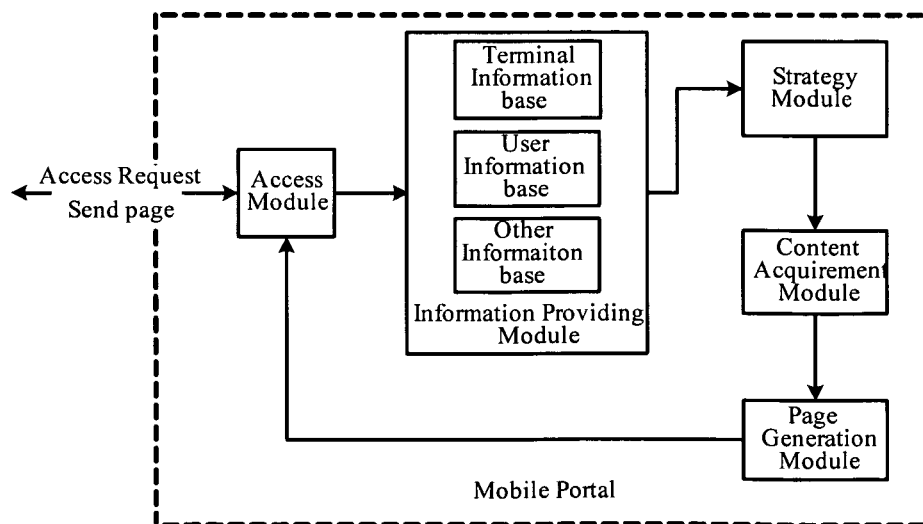 Terminal
Information
base
User
Information
base
Other
Informaiton
base
Information Providing
Module
Strategy
Module
Access Request
Send page
Access
Module
Content
Acquirement
Module
Page
Generation
Module
Mobile Portal